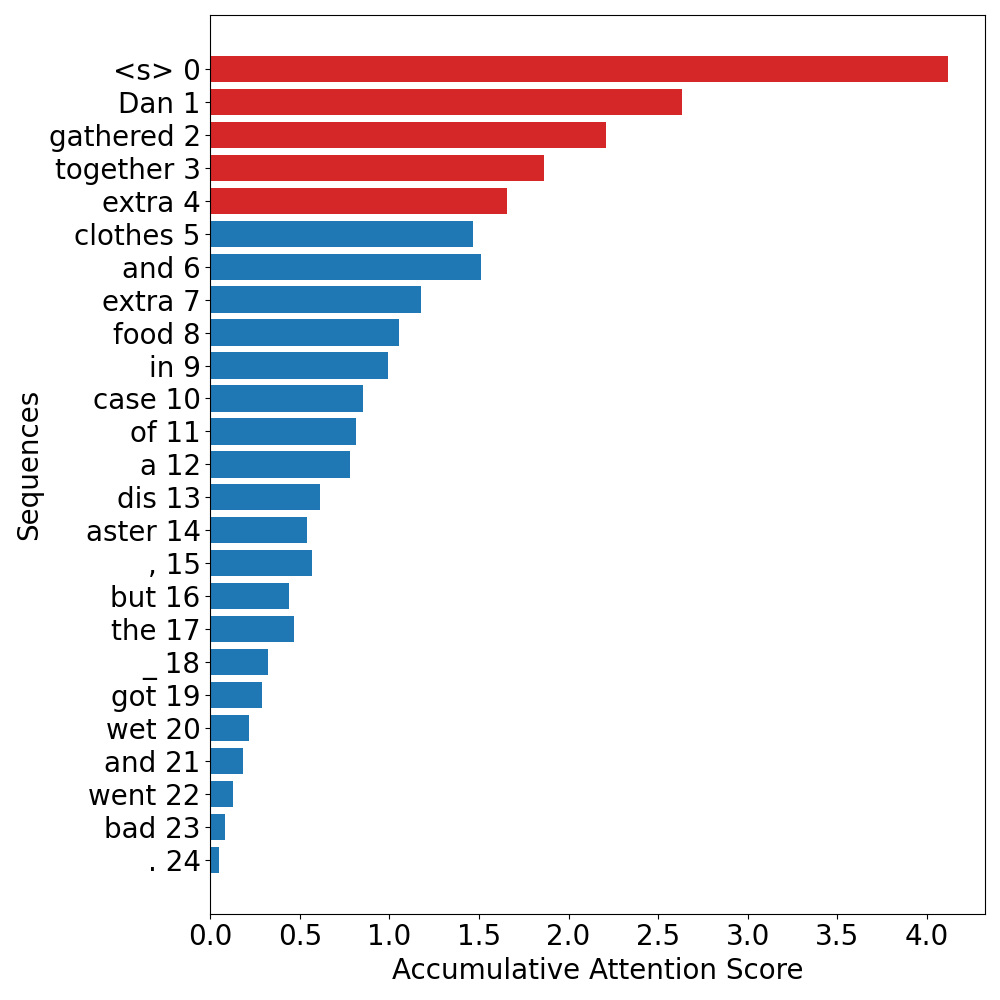 <s> 0
Dan 1
gathered 2
together 3
extra 4
clothes 5
and 6
extra 7
food 8
in 9
case 10
of 11
a 12
dis 13
aster 14
, 15
but 16
the 17
_ 18
got 19
wet 20
and 21
went 22
bad 23
. 24
Sequences
0.0 0.5 1.0 1.5 2.0 2.5 3.0 3.5 4.0
Accumulative Attention Score